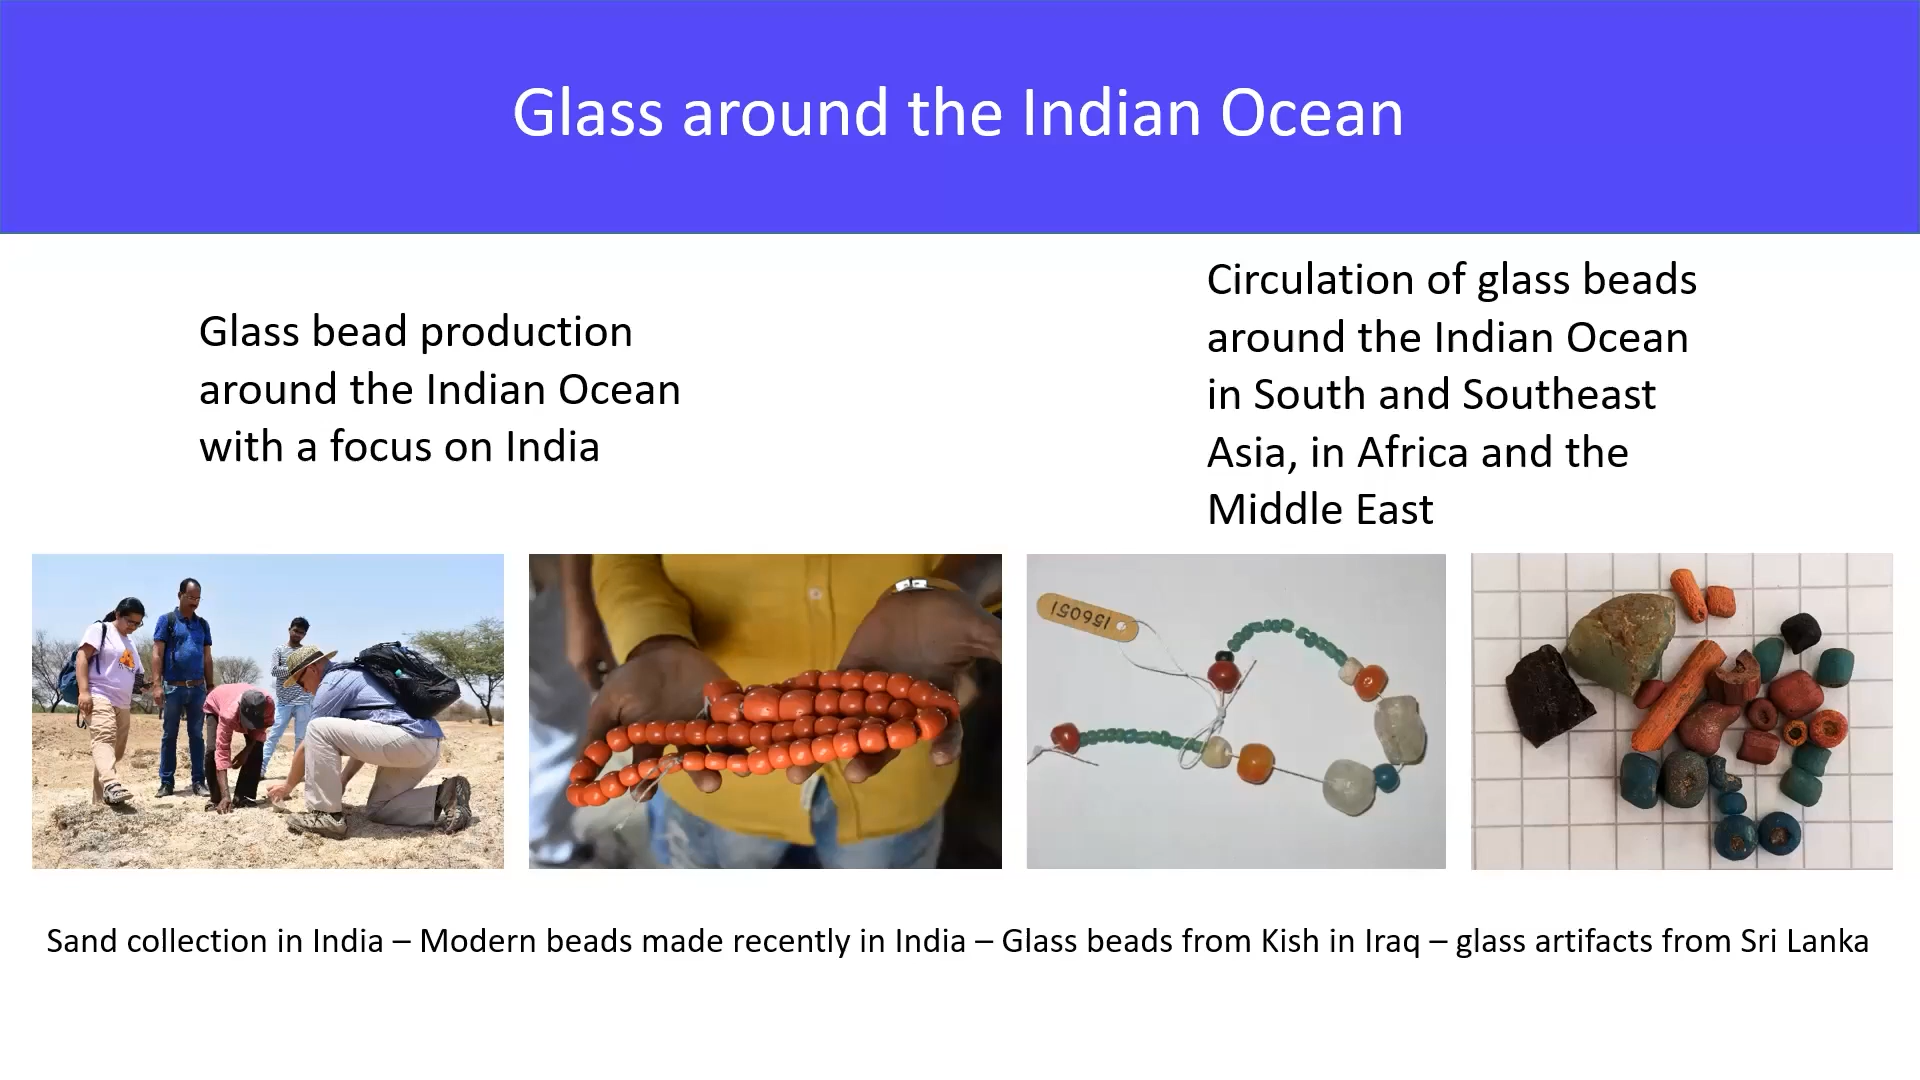 Glass around the Indian Ocean
Glass bead production
around the Indian Ocean
with a focus on India
Circulation of glass beads
around the Indian Ocean
in South and Southeast
Asia, in Africa and the
Middle East
156051
Sand collection in India – Modern beads made recently in India – Glass beads from Kish in Iraq – glass artifacts from Sri Lanka